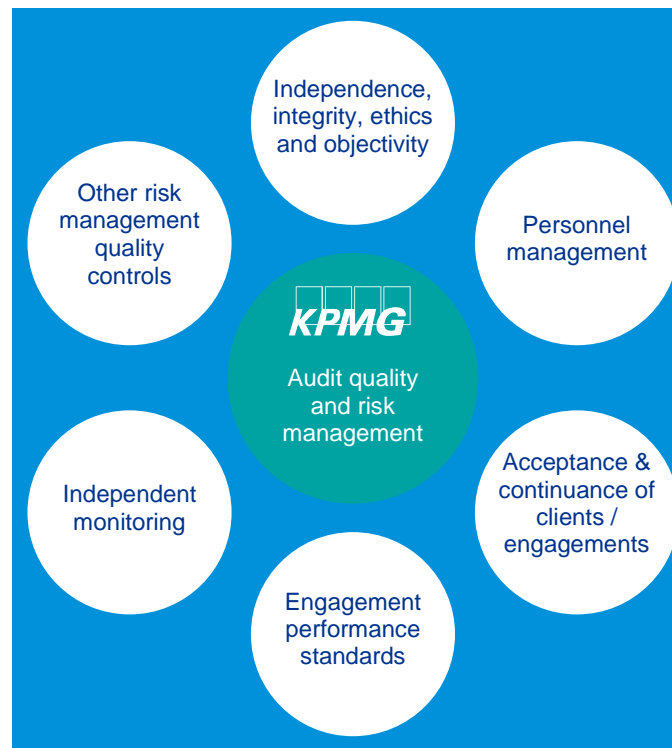 Independence,
integrity, ethics
and objectivity
Other risk
management
quality
controls
Personnel
management
KPMG
Audit quality
and risk
management
Independent
monitoring
Acceptance &
continuance of
clients /
engagements
Engagement
performance
standards